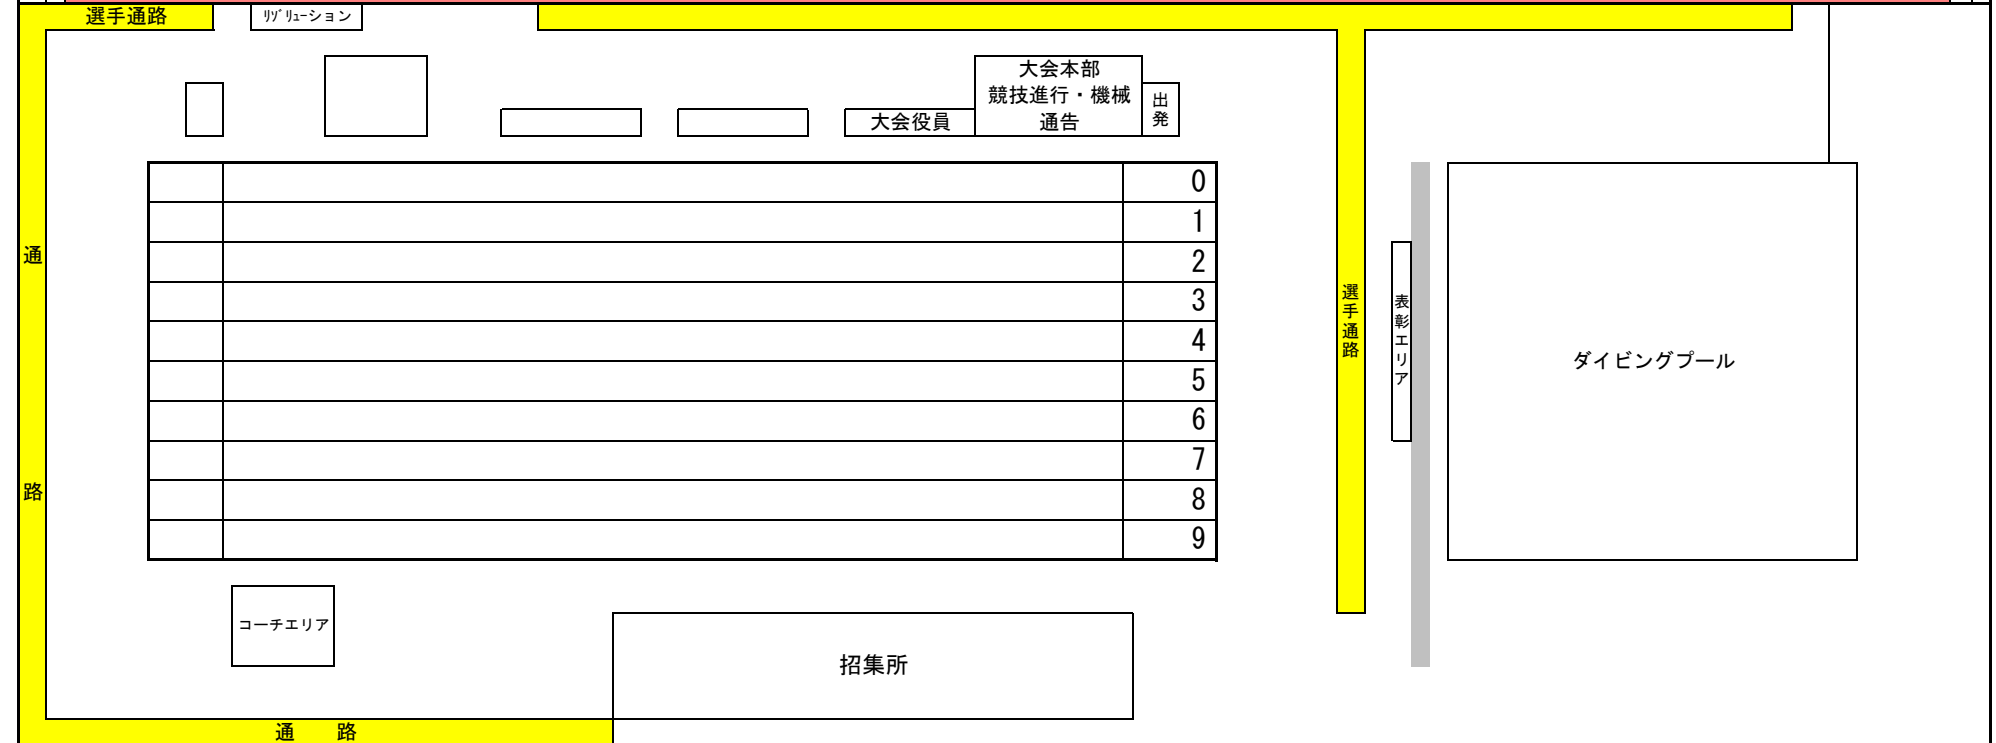 選手通路
ﾘｿﾞﾘｭｰション
大会本部
競技進行・機械
通告
出発
大会役員
0
1
2
3
4
5
6
7
8
9
通路
選手通路
表彰エリア
ダイビングプール
コーチエリア
招集所
通　路